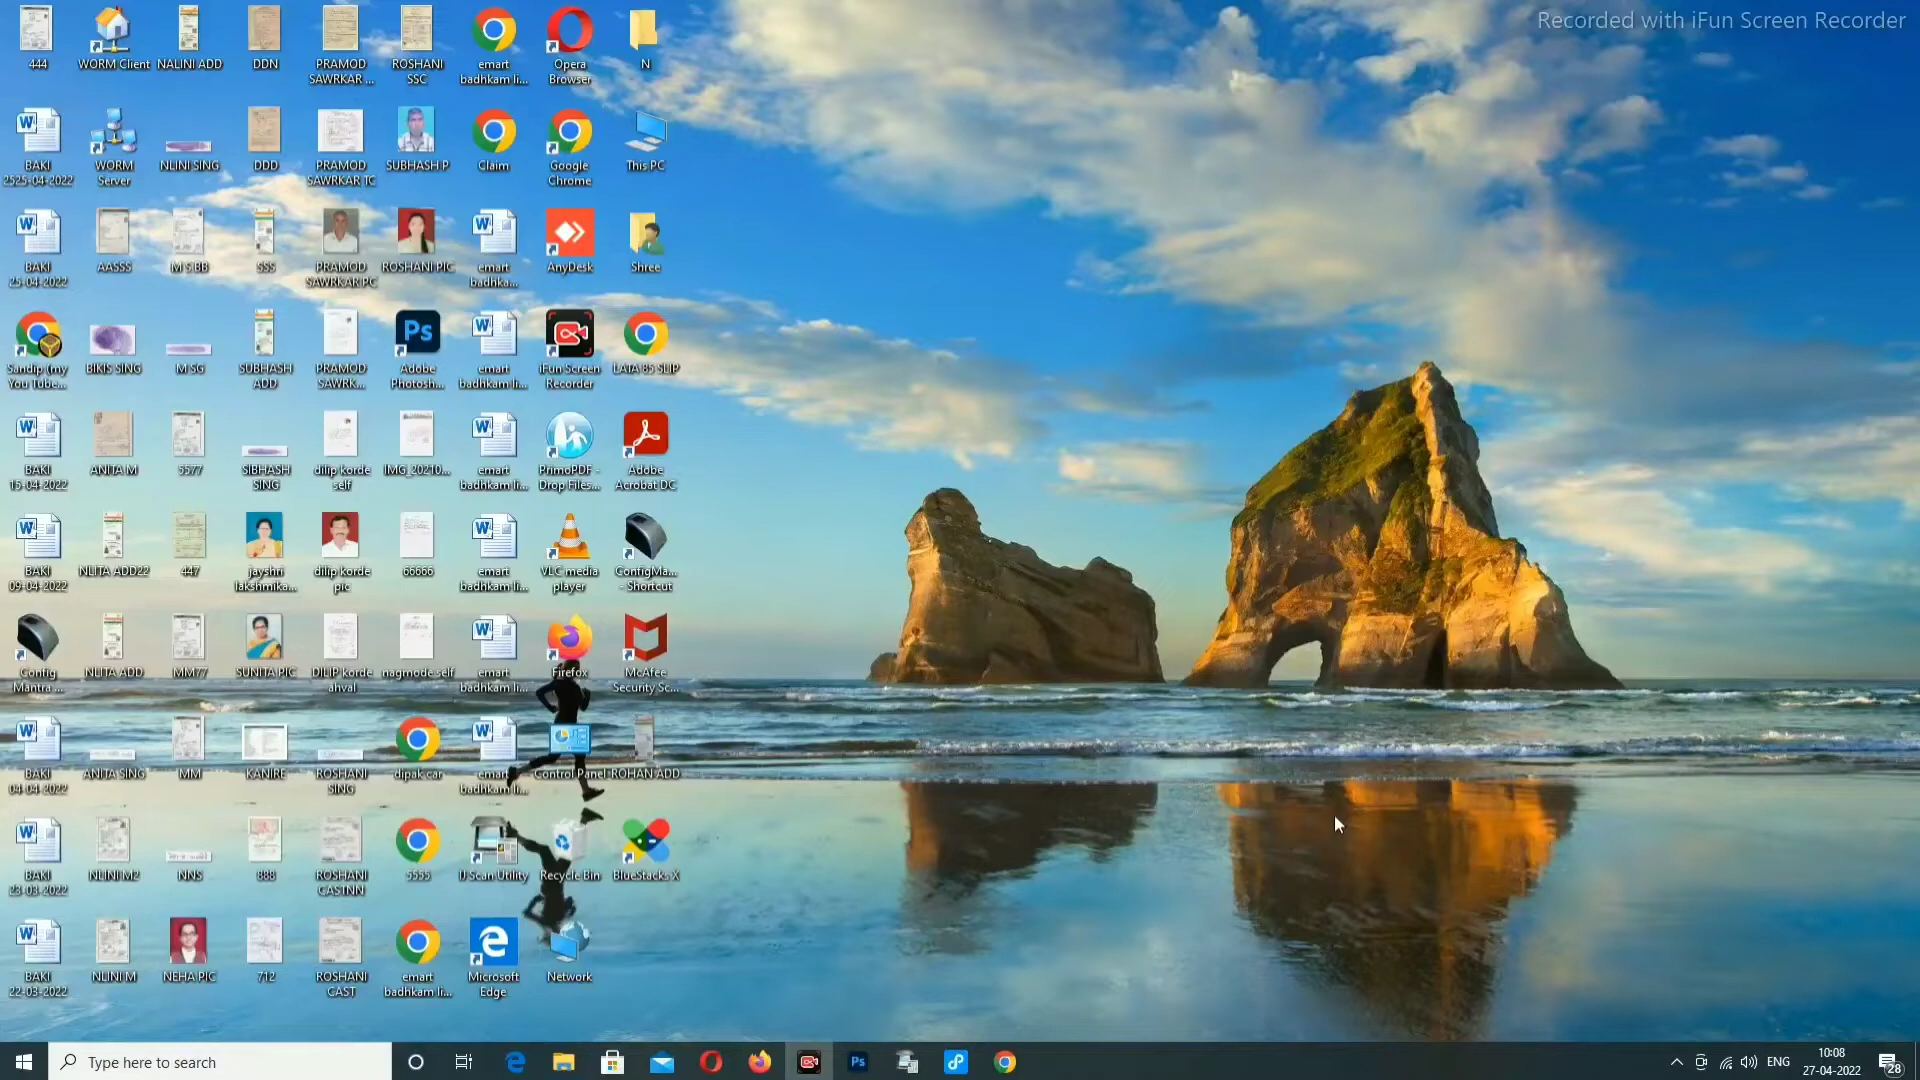 Recorded with iFun Screen Recorder
444
WORM Client
NALINI ADD
DDN
PRAMOD
SAWRKAR ...
ROSHANI
SSC
emart
badhkam li...
Opera
Browser
N
BAKI
2525-04-2022
WORM
Server
NLINI SING
DDD
PRAMOD
SAWRKAR TC
SUBHASH P
Claim
Google
Chrome
This PC
BAKI
25-04-2022
AASSS
M S BB
SSS
PRAMOD
SAWRKAR PC
ROSHANI PIC
emart
badhka...
AnyDesk
Shree
Sandip (my
You Tube...
BIKIS SING
M SG
SUBHASH
ADD
PRAMOD
SAWRK...
Ps
Adobe
Photosh...
emart
badhkam li...
iFun Screen
Recorder
LATA 85 SLIP
BAKI
15-04-2022
ANITA M
5577
SIBHASH
SING
dilip korde
self
IMG_20210...
emart
badhkam li...
PrimoPDF -
Drop Files...
Adobe
Acrobat DC
BAKI
09-04-2022
NLITA ADD22
447
jayshri
lakshmika...
dilip korde
pic
66666
emart
badhkam li...
VLC media
player
ConfigMa...
- Shortcut
Config
Mantra ...
NLITA ADD
MM77
SUNITA PIC
DILIP korde
ahval
nagmode self
emart
badhkam li...
Firefox
McAfee
Security Sc...
BAKI
04-04-2022
ANITA SING
MM
KANIRE
ROSHANI
SING
dipak car
emart
badhkam li...
Control Panel
ROHAN ADD
BAKI
23-03-2022
NLINI M2
NNS
888
ROSHANI
CASTNN
5555
IJ Scan Utility
Recycle Bin
BlueStacks X
BAKI
22-03-2022
NLINI M
NEHA PIC
712
ROSHANI
CAST
emart
badhkam li...
Microsoft
Edge
Network
Type here to search
Ps
ENG
10:08
27-04-2022
28